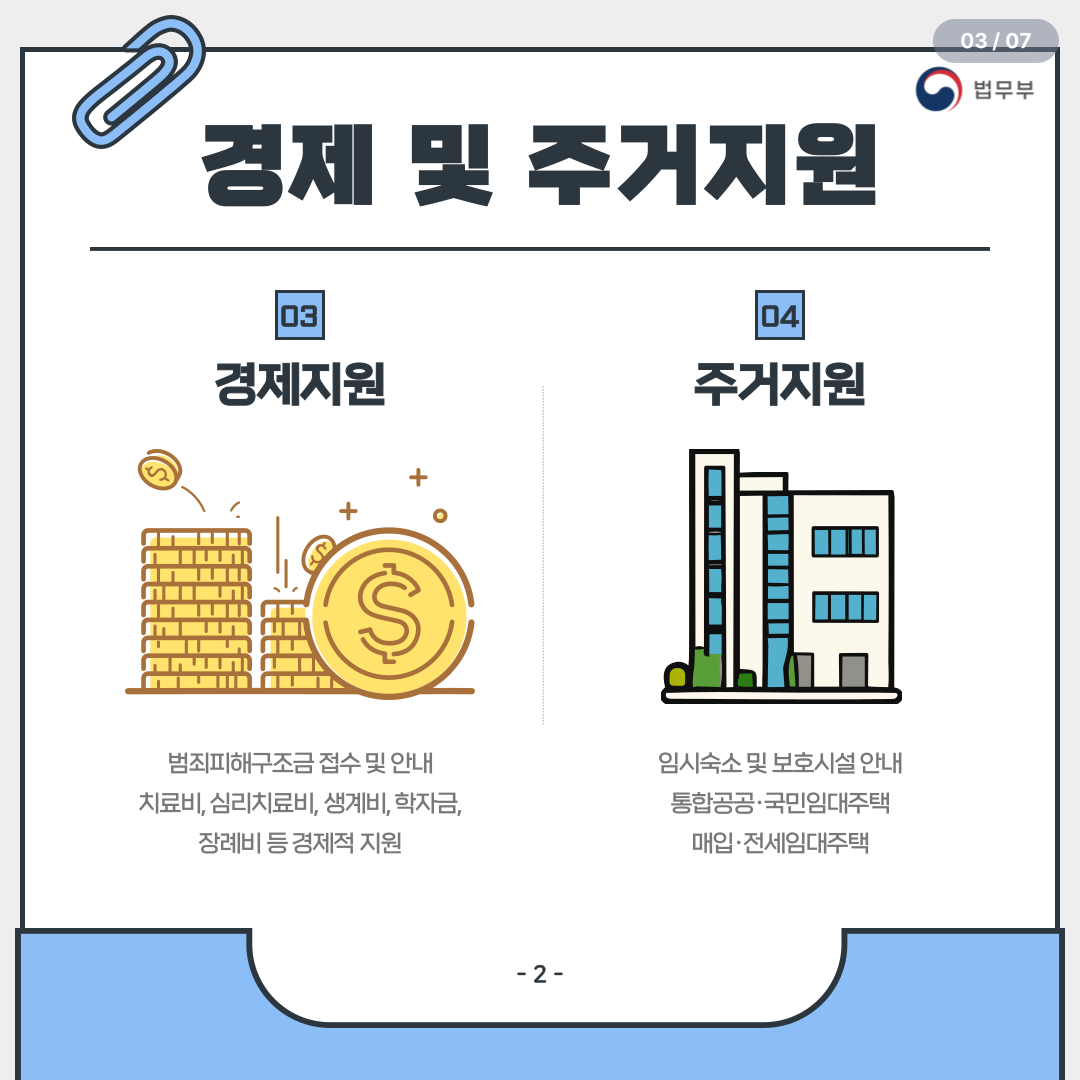 03 / 07
법무부
경제 및 주거지원
03
경제지원
범죄피해구조금 접수 및 안내
치료비, 심리치료비, 생계비, 학자금,
장례비 등 경제적 지원
04
주거지원
임시숙소 및 보호시설 안내
통합공공·국민임대주택
매입·전세임대주택
- 2 -